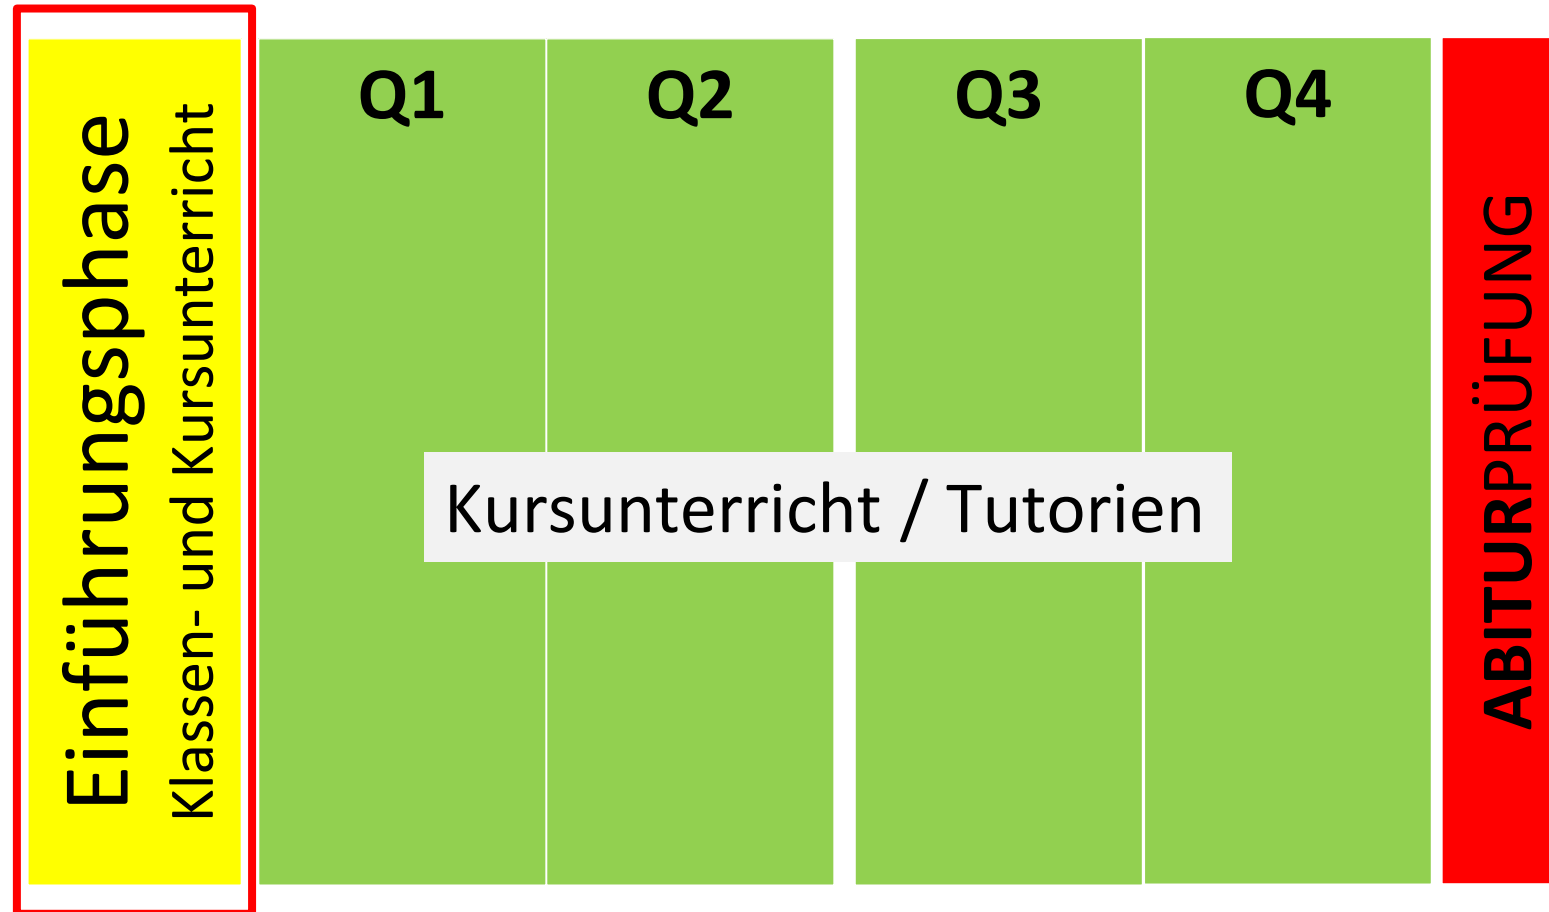 Einführungsphase
Klassen- und Kursunterricht
Q1
Q2
Q3
Q4
Kursunterricht / Tutorien
ABITURPRÜFUNG